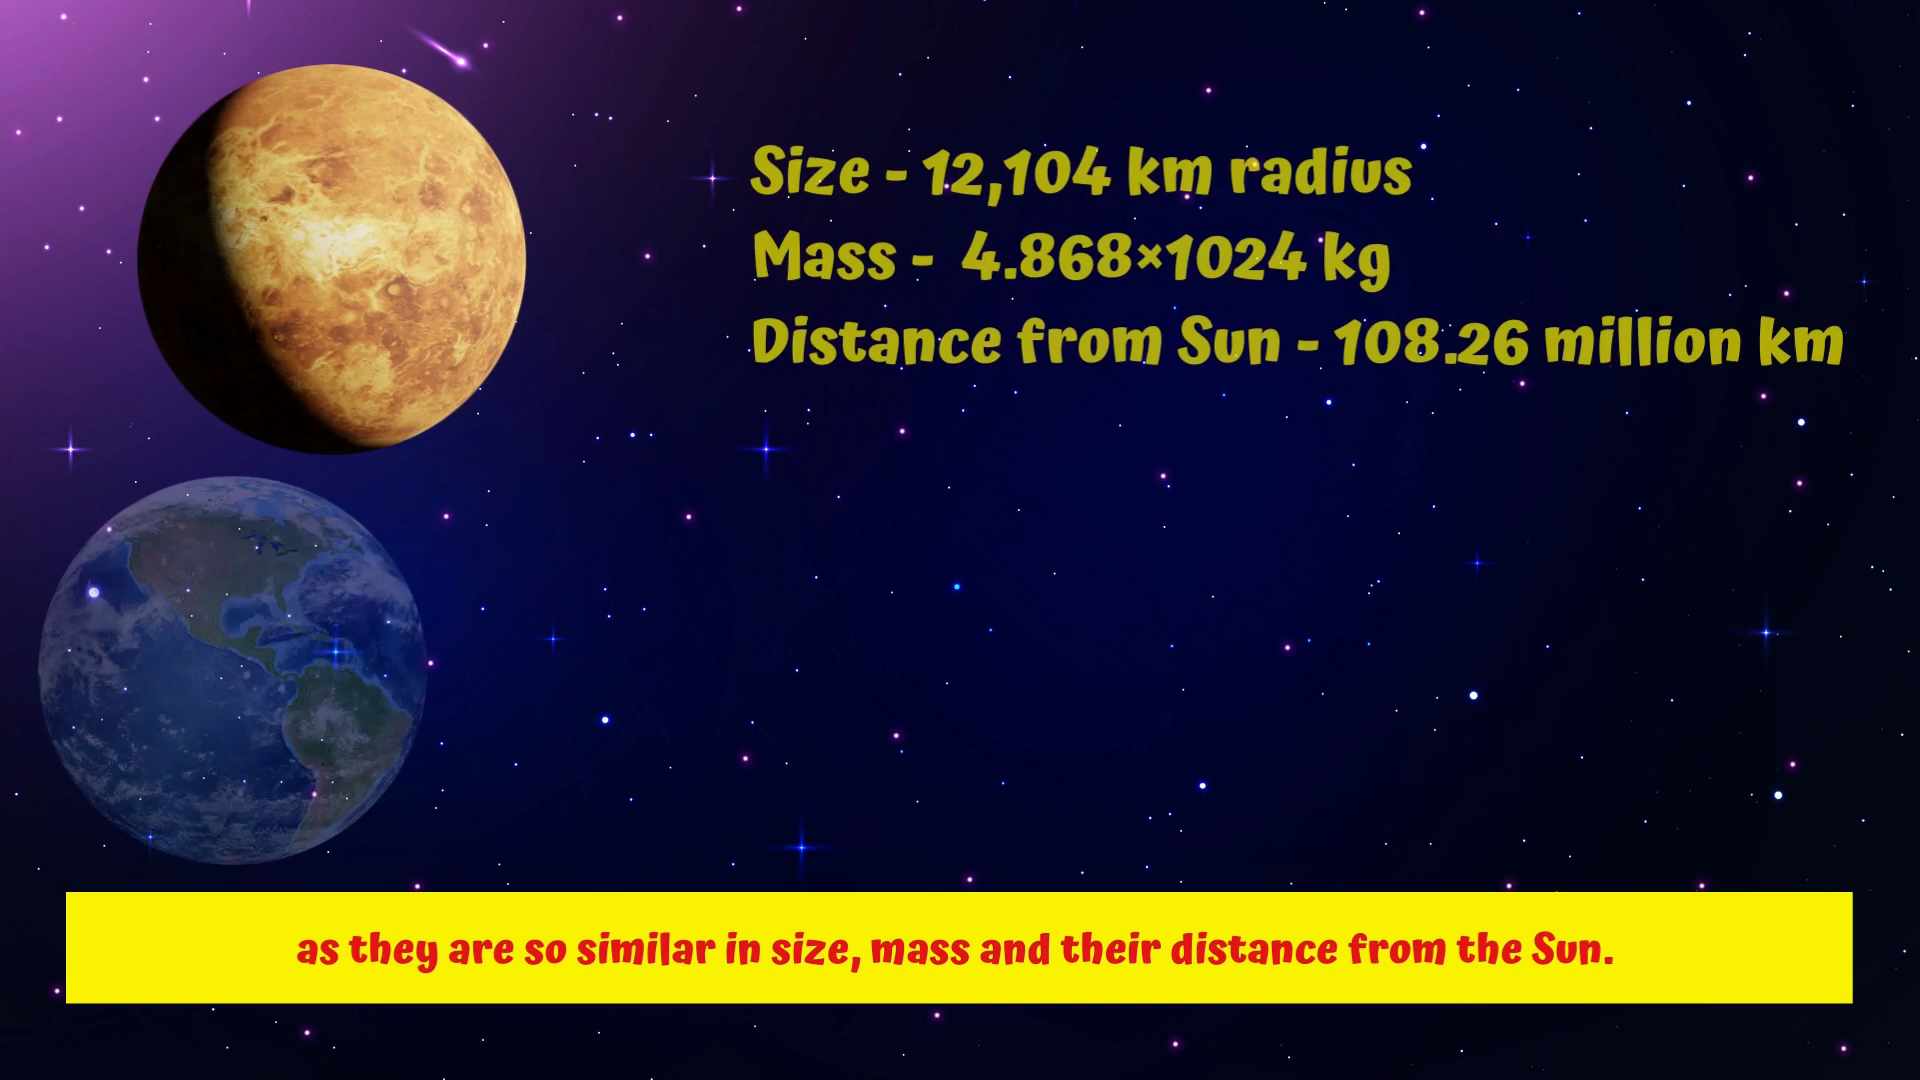 Size - 12,104 km radius
Mass - 4.868×1024 kg
Distance from Sun - 108.26 million km
as they are so similar in size, mass and their distance from the Sun.